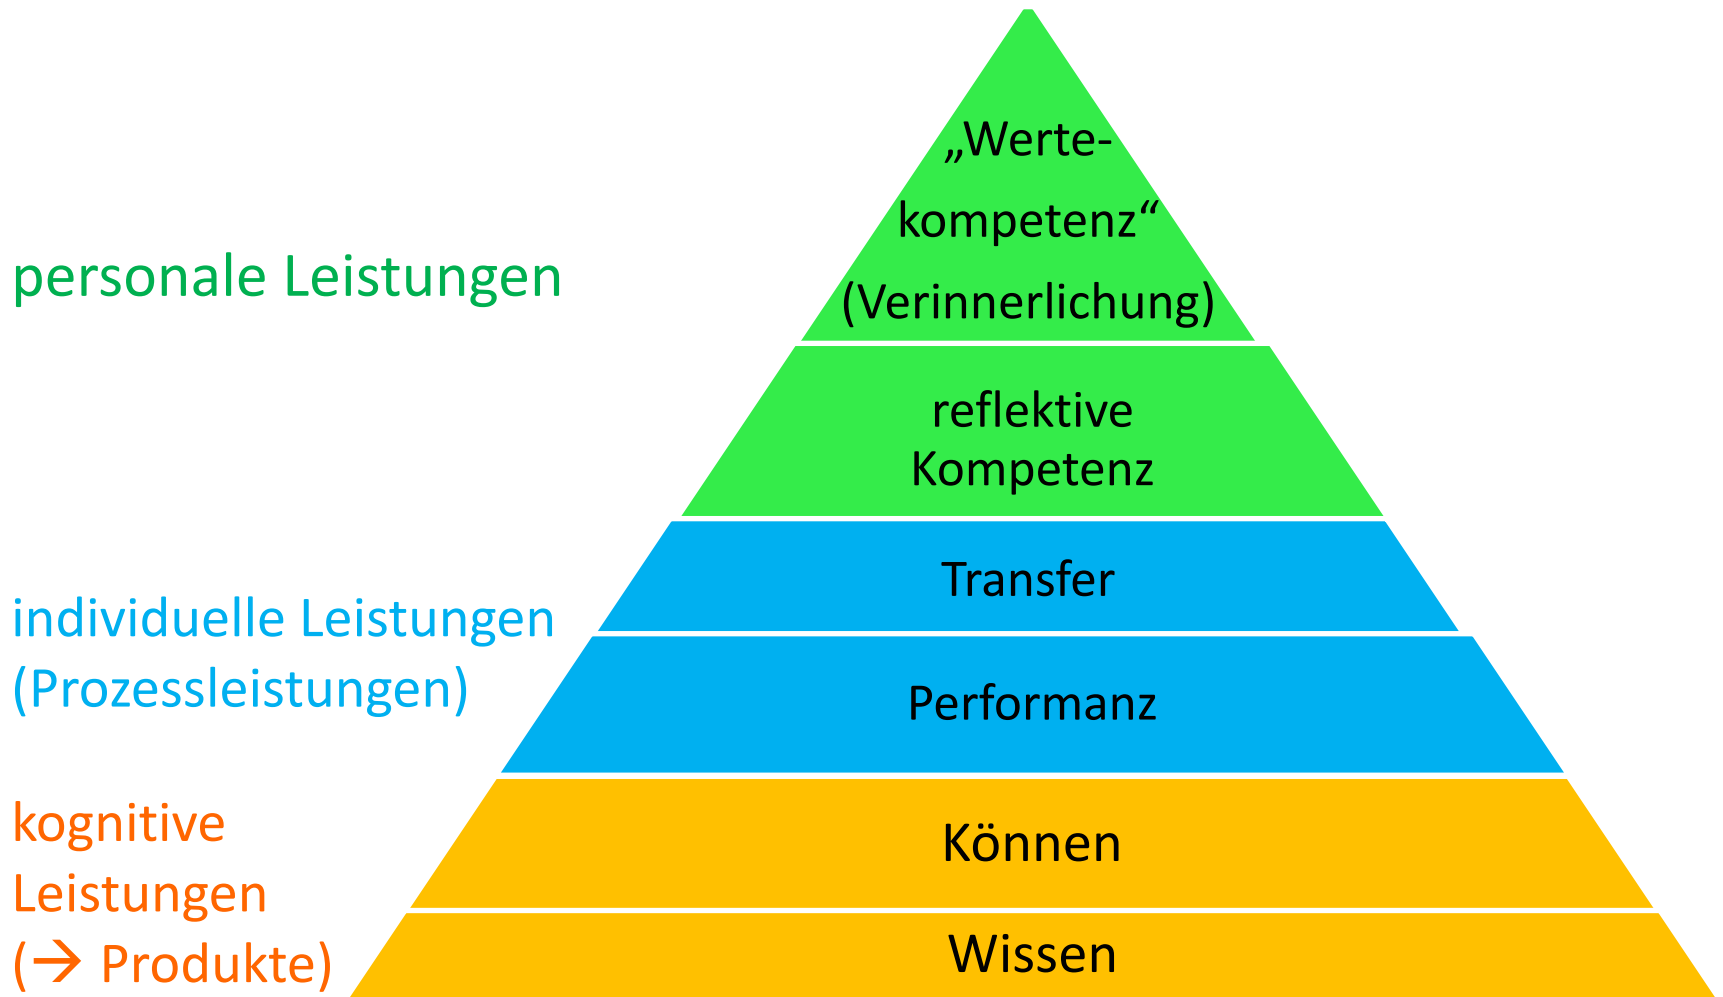 „Werte-
kompetenz“
(Verinnerlichung)
personale Leistungen
reflektive
Kompetenz
Transfer
individuelle Leistungen
(Prozessleistungen)
Performanz
kognitive
Leistungen
(→ Produkte)
Können
Wissen